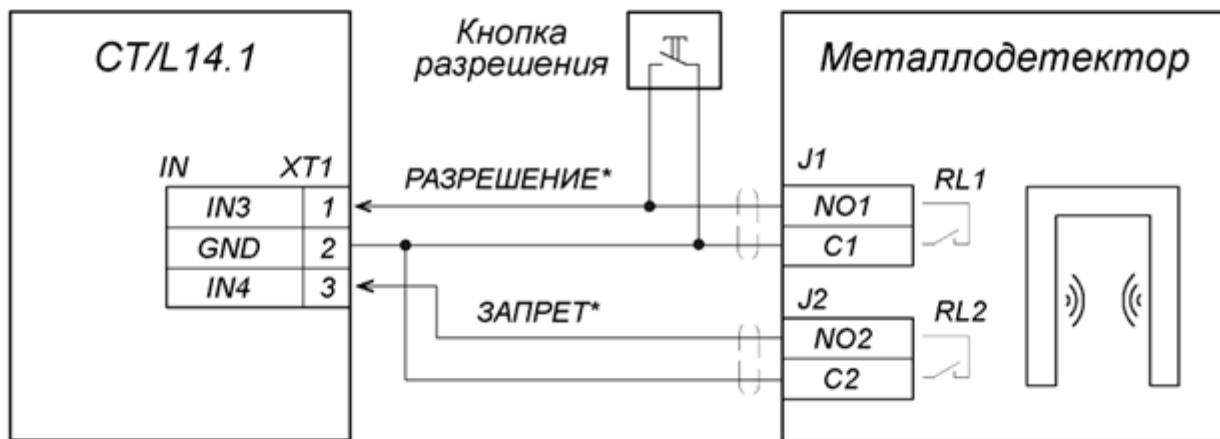 CT/L14.1
Кнопка
разрешения
Металлодетектор
IN XT1
IN3 1
GND 2
IN4 3
РАЗРЕШЕНИЕ*
ЗАПРЕТ*
J1
NO1
C1
RL1
J2
NO2
C2
RL2